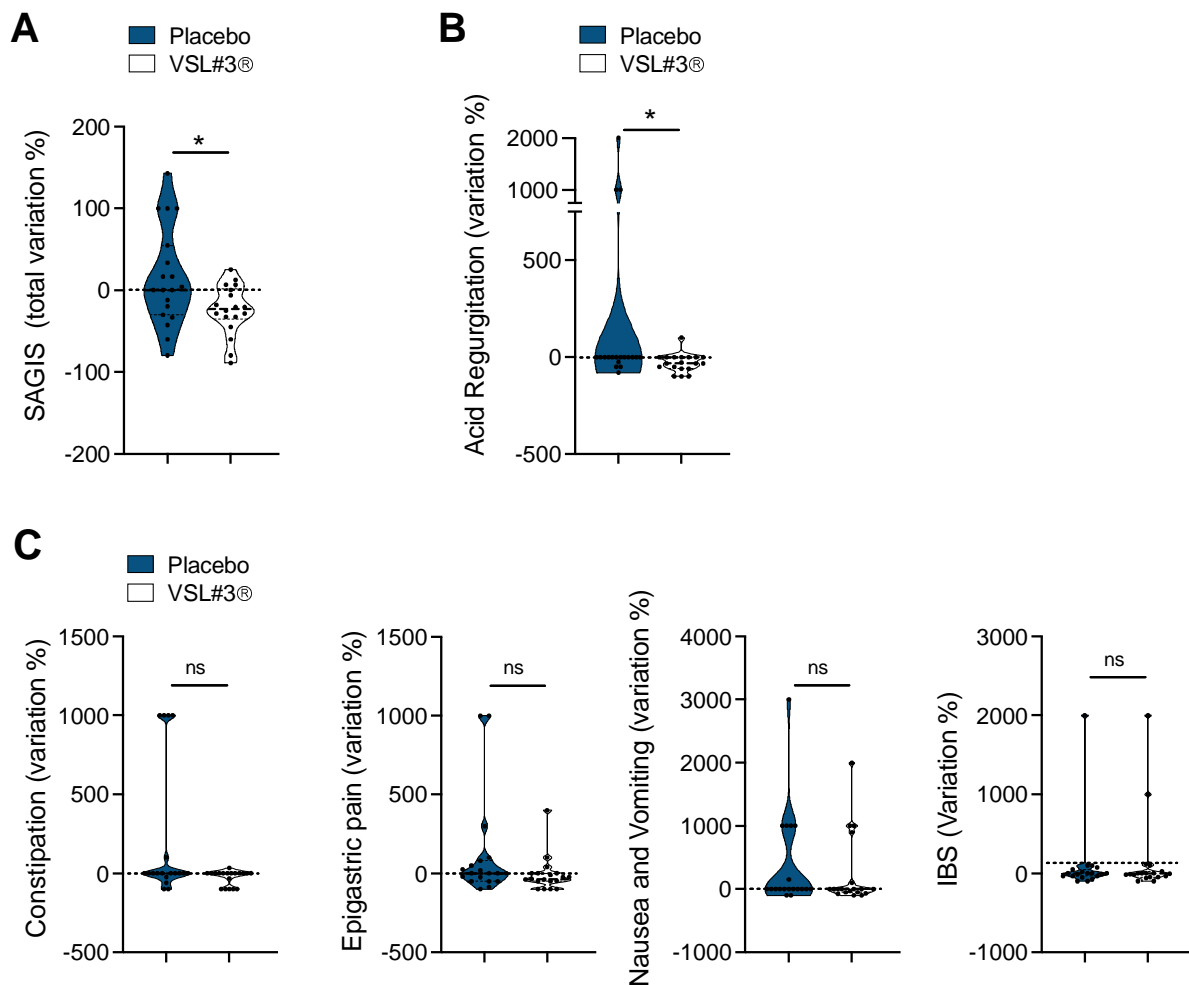 A
Placebo
VSL#3®
SAGIS (total variation %)
200
100
0
-100
-200
*
B
Placebo
VSL#3®
Acid Regurgitation (variation %)
2000
1000
500
0
-500
*
C
Placebo
VSL#3®
Constipation (variation %)
1500
1000
500
0
-500
ns
Epigastric pain (variation %)
1500
1000
500
0
-500
ns
Nausea and Vomiting (variation %)
4000
3000
2000
1000
0
-1000
ns
IBS (Variation %)
3000
2000
1000
0
-1000
ns